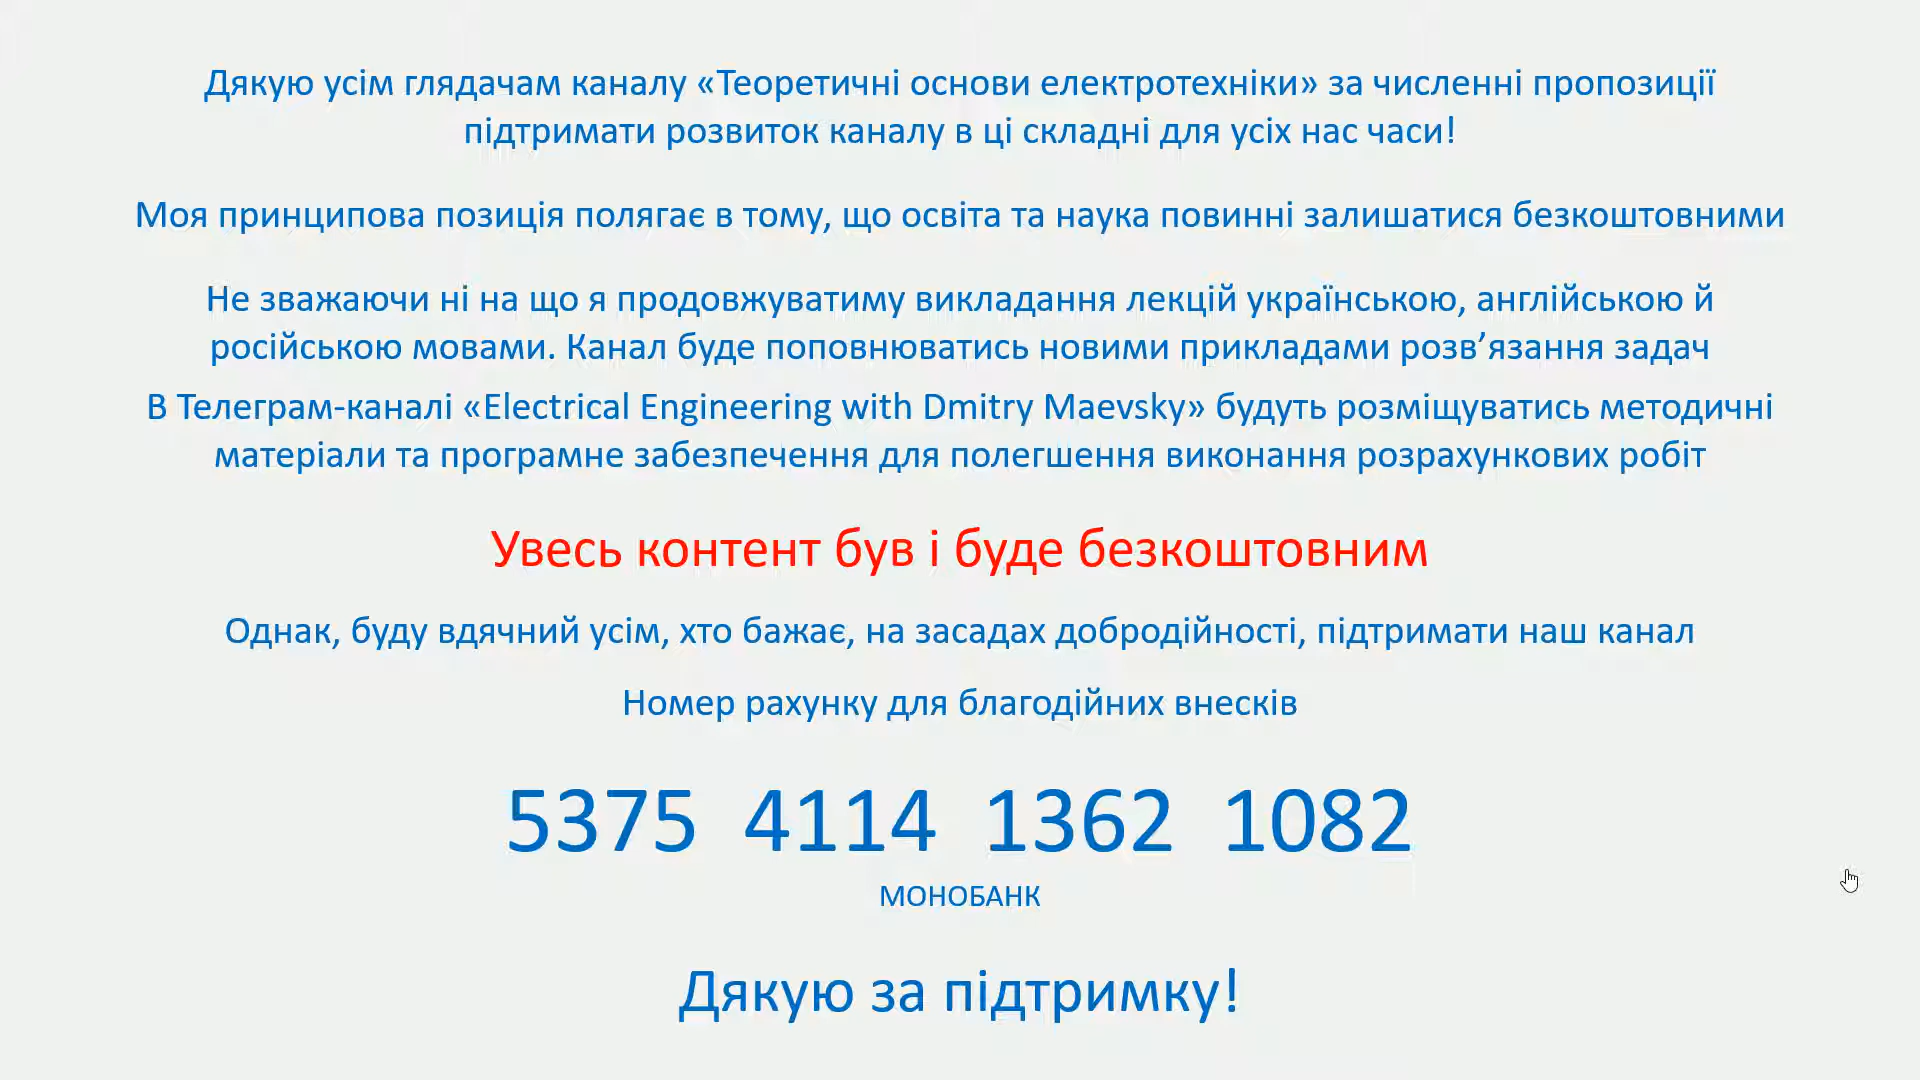 Дякую усім глядачам каналу «Теоретичні основи електротехніки» за численні пропозиції
підтримати розвиток каналу в ці складні для усіх нас часи!
Моя принципова позиція полягає в тому, що освіта та наука повинні залишатися безкоштовними
Не зважаючи ні на що я продовжуватиму викладання лекцій українською, англійською й
російською мовами. Канал буде поповнюватись новими прикладами розв’язання задач
В Телеграм-каналі «Electrical Engineering with Dmitry Maevsky» будуть розміщуватись методичні
матеріали та програмне забезпечення для полегшення виконання розрахункових робіт
Увесь контент був і буде безкоштовним
Однак, буду вдячний усім, хто бажає, на засадах добродійності, підтримати наш канал
Номер рахунку для благодійних внесків
5375 4114 1362 1082
МОНОБАНК
Дякую за підтримку!